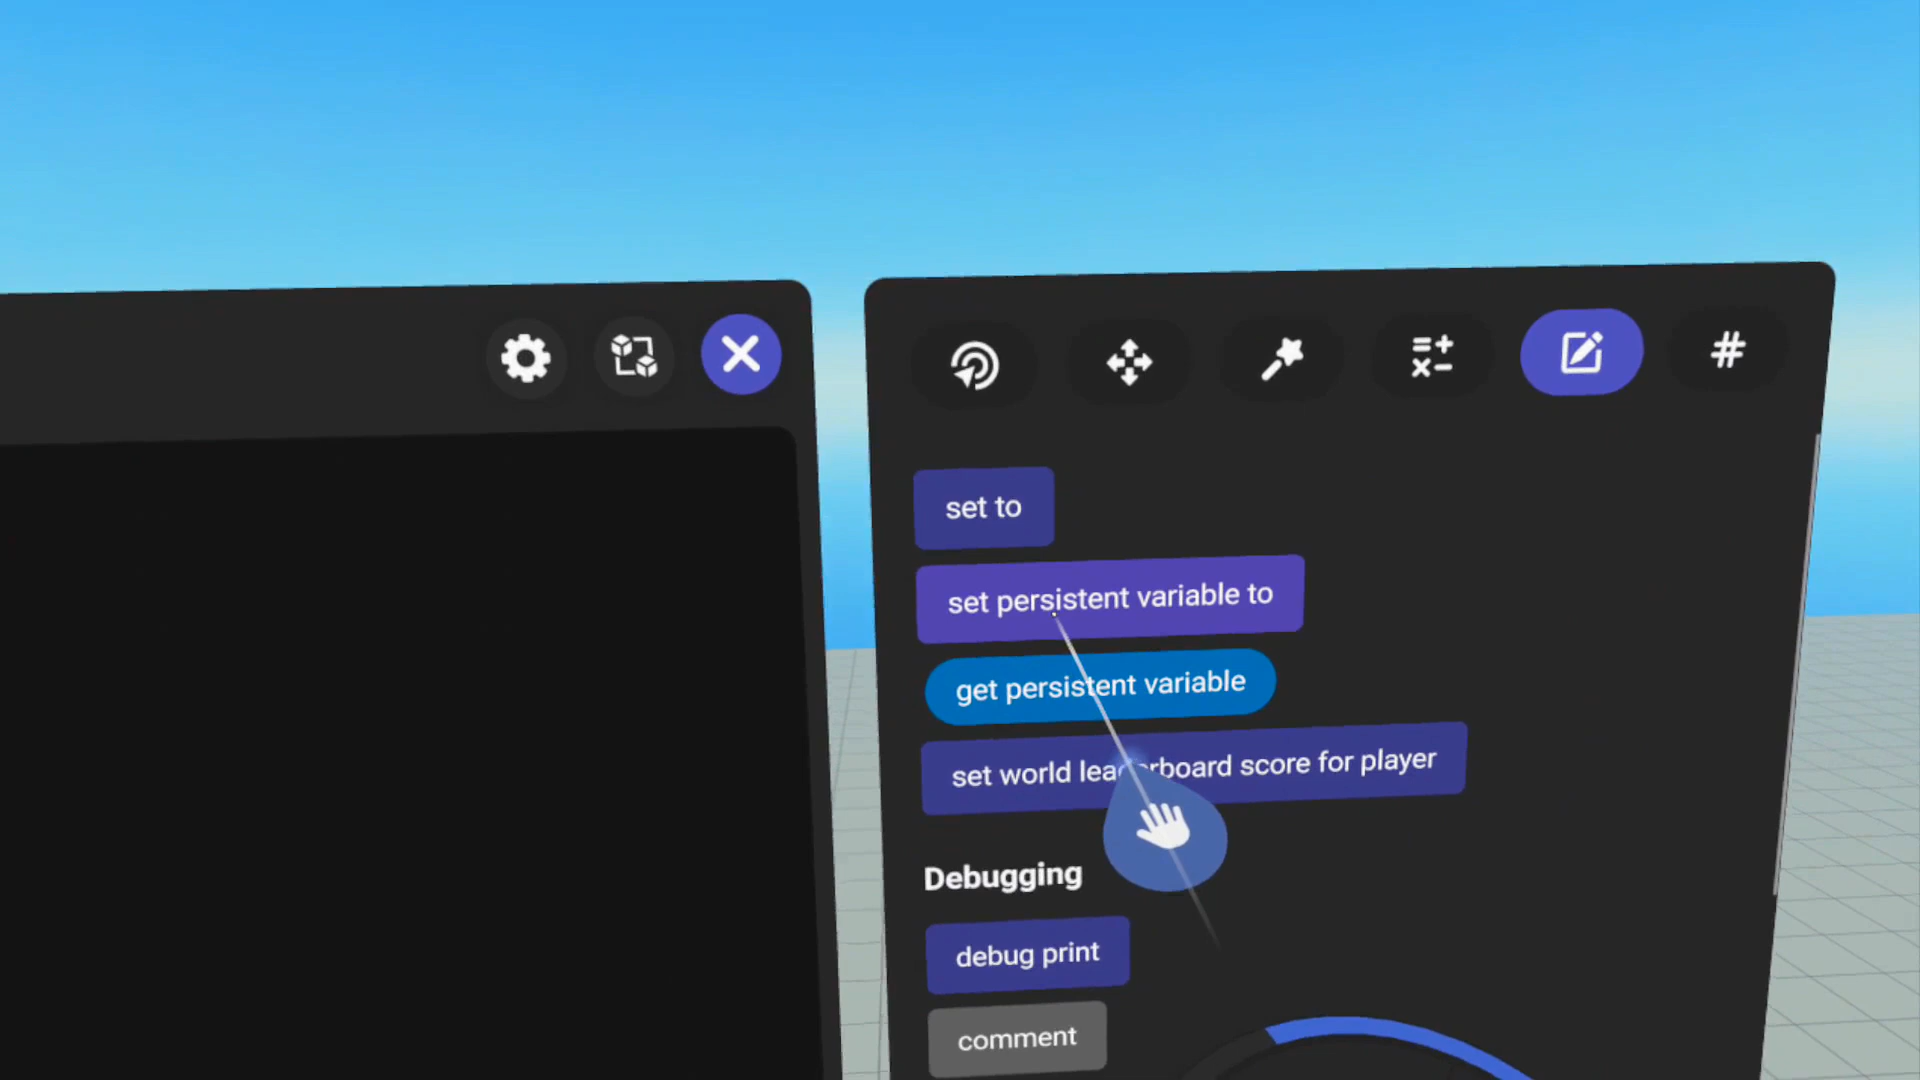 set to
set persistent variable to
get persistent variable
set world leaderboard score for player
Debugging
debug print
comment